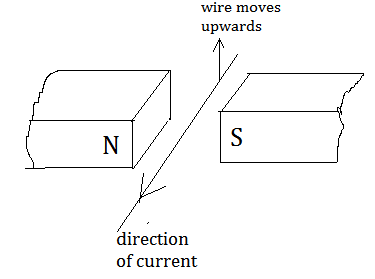 wire moves
upwards
N
S
direction
of current